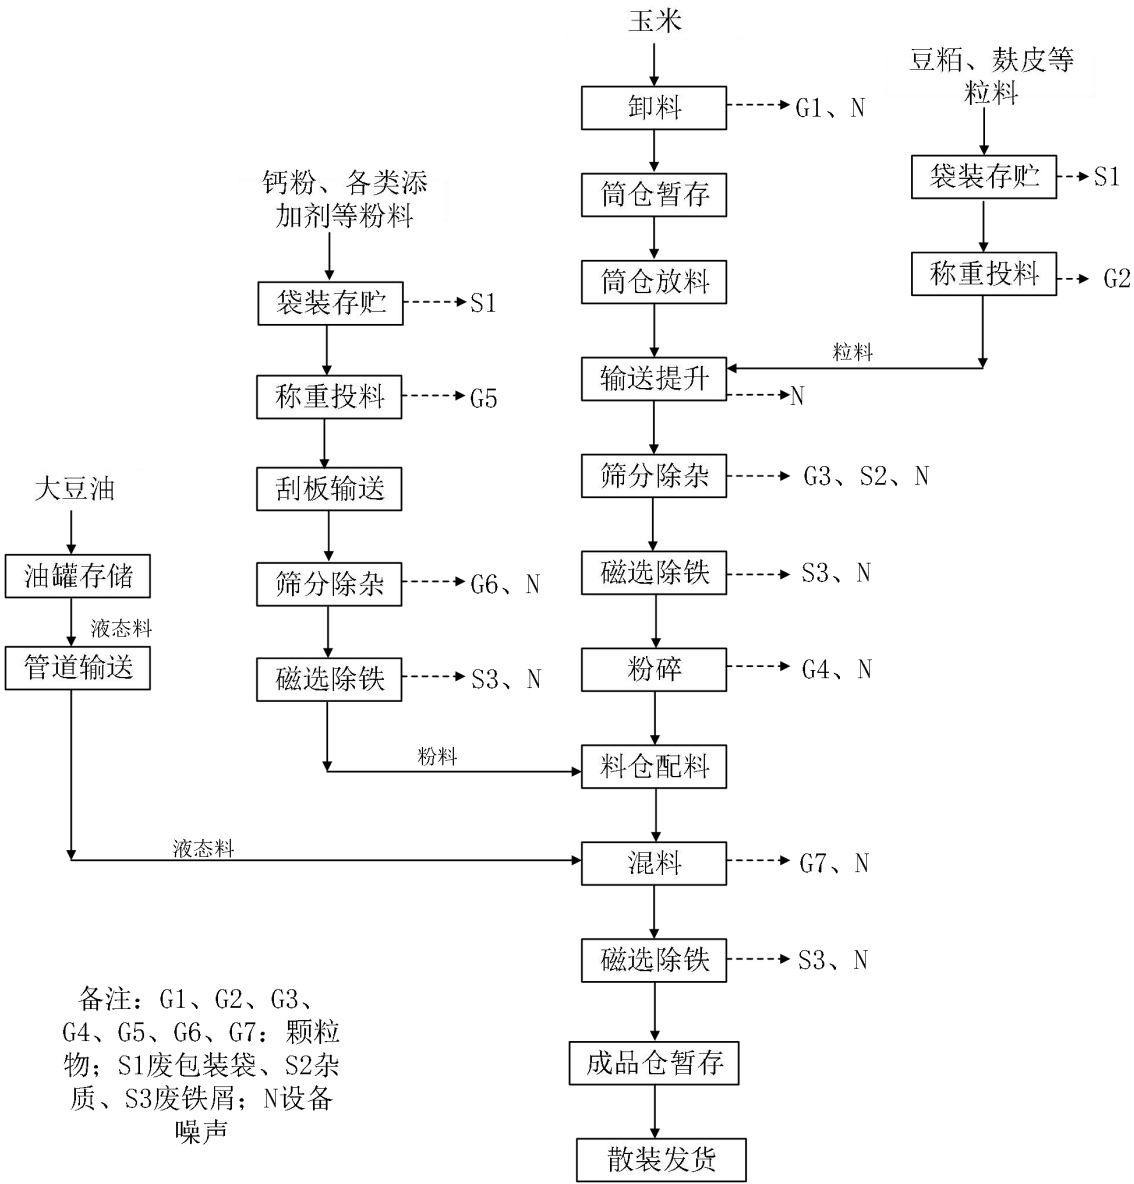 玉米
豆粕、麸皮等
粒料
卸料
G1、N
袋装存贮
S1
钙粉、各类添
加剂等粉料
筒仓暂存
称重投料
G2
筒仓放料
袋装存贮
S1
粒料
输送提升
N
称重投料
G5
筛分除杂
G3、S2、N
大豆油
刮板输送
油罐存储
筛分除杂
G6、N
磁选除铁
S3、N
液态料
管道输送
磁选除铁
S3、N
粉碎
G4、N
粉料
料仓配料
液态料
混料
G7、N
磁选除铁
S3、N
备注：G1、G2、G3、
G4、G5、G6、G7：颗粒
物；S1废包装袋、S2杂
质、S3废铁屑；N设备
噪声
成品仓暂存
散装发货